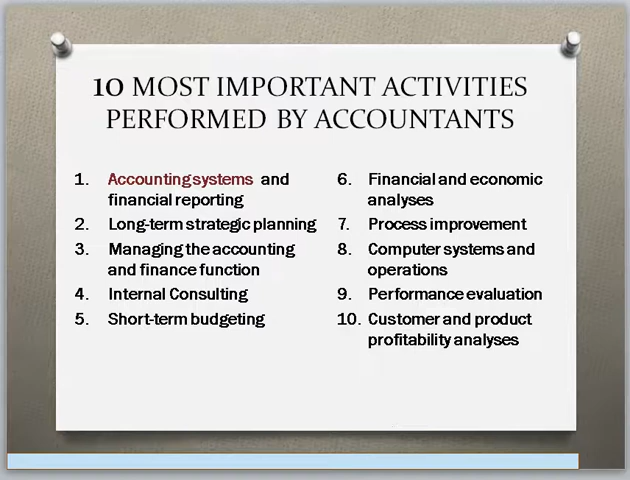 10 MOST IMPORTANT ACTIVITIES
PERFORMED BY ACCOUNTANTS
1. Accounting systems and
financial reporting
2. Long-term strategic planning
3. Managing the accounting
and finance function
4. Internal Consulting
5. Short-term budgeting
6. Financial and economic
analyses
7. Process improvement
8. Computer systems and
operations
9. Performance evaluation
10. Customer and product
profitability analyses